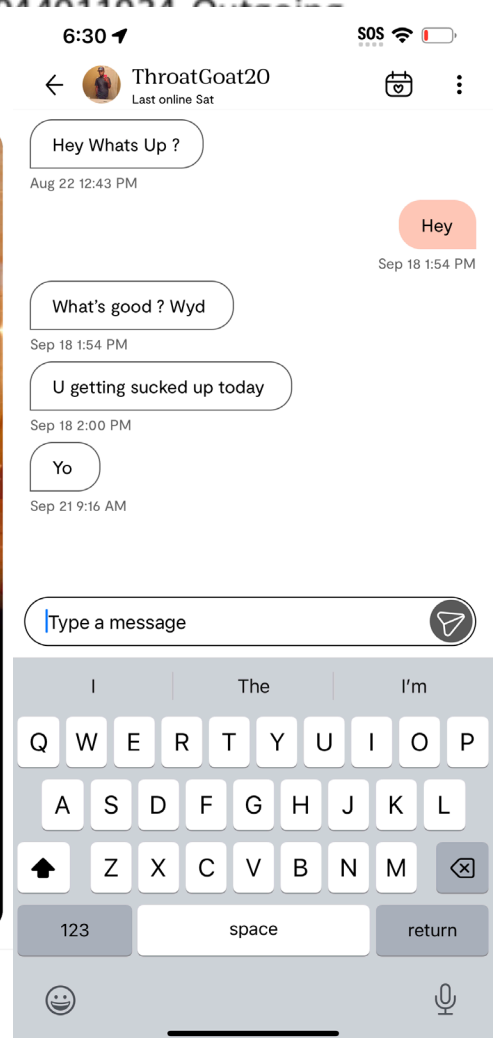 6:30
SOS
ThroatGoat20
Last online Sat
Hey Whats Up ?
Aug 22 12:43 PM
Hey
Sep 18 1:54 PM
What's good ? Wyd
Sep 18 1:54 PM
U getting sucked up today
Sep 18 2:00 PM
Yo
Sep 21 9:16 AM
Type a message
I The I'm
Q W E R T Y U I O P
A S D F G H J K L
Z X C V B N M
123 space return